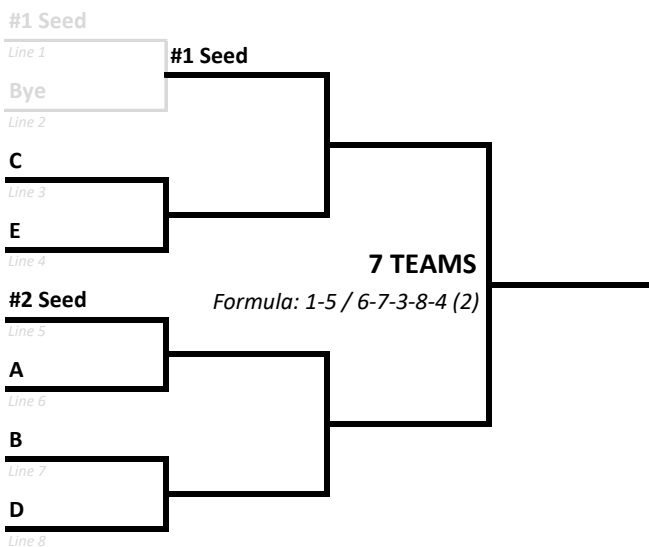 #1 Seed
Line 1
#1 Seed
Bye
Line 2
C
Line 3
E
Line 4
7 TEAMS
#2 Seed
Formula: 1-5 / 6-7-3-8-4 (2)
Line 5
A
Line 6
B
Line 7
D
Line 8